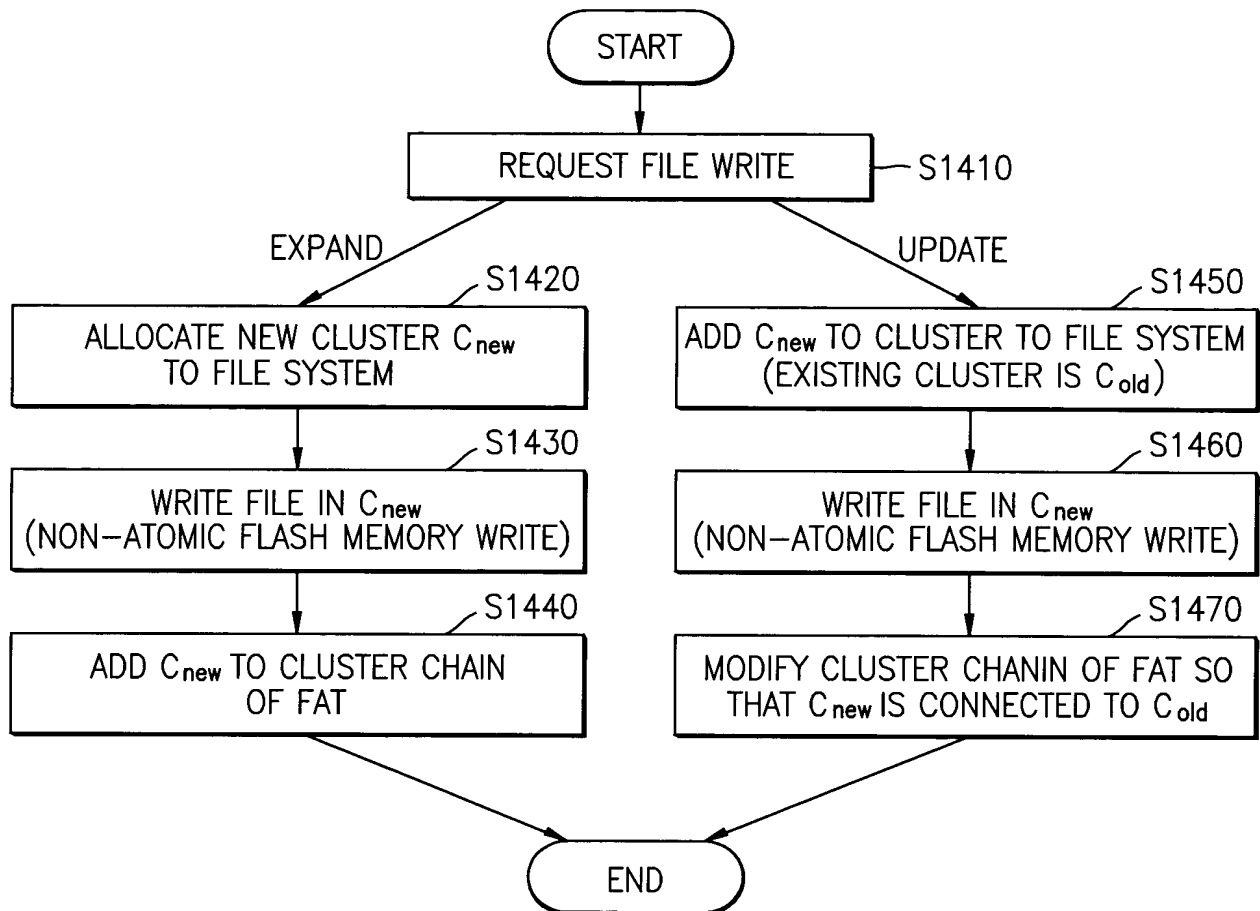 START
REQUEST FILE WRITE
S1410
EXPAND
UPDATE
S1420
ALLOCATE NEW CLUSTER Cnew
TO FILE SYSTEM
S1450
ADD Cnew TO CLUSTER TO FILE SYSTEM
(EXISTING CLUSTER IS Cold)
S1430
WRITE FILE IN Cnew
(NON-ATOMIC FLASH MEMORY WRITE)
S1460
WRITE FILE IN Cnew
(NON-ATOMIC FLASH MEMORY WRITE)
S1440
ADD Cnew TO CLUSTER CHAIN
OF FAT
S1470
MODIFY CLUSTER CHANIN OF FAT SO
THAT Cnew IS CONNECTED TO Cold
END